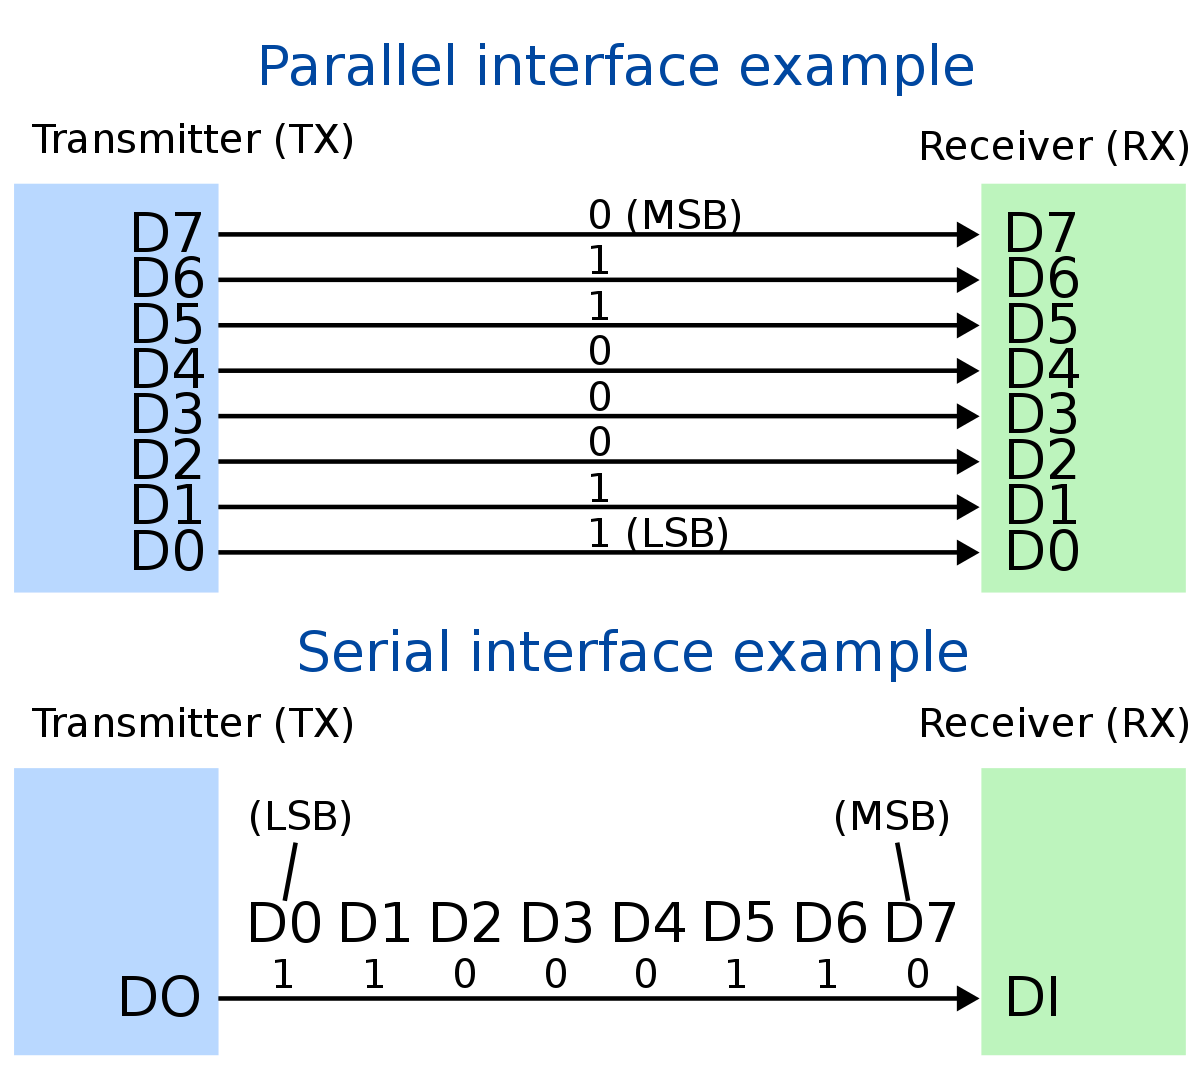 Parallel interface example
Transmitter (TX)
Receiver (RX)
D7 0 (MSB) D7
D6 1 D6
D5 1 D5
D4 0 D4
D3 0 D3
D2 0 D2
D1 1 D1
D0 1 (LSB) D0
Serial interface example
Transmitter (TX) Receiver (RX)
(LSB) (MSB)
D0 D1 D2 D3 D4 D5 D6 D7
1 1 0 0 0 1 1 0
DO DI